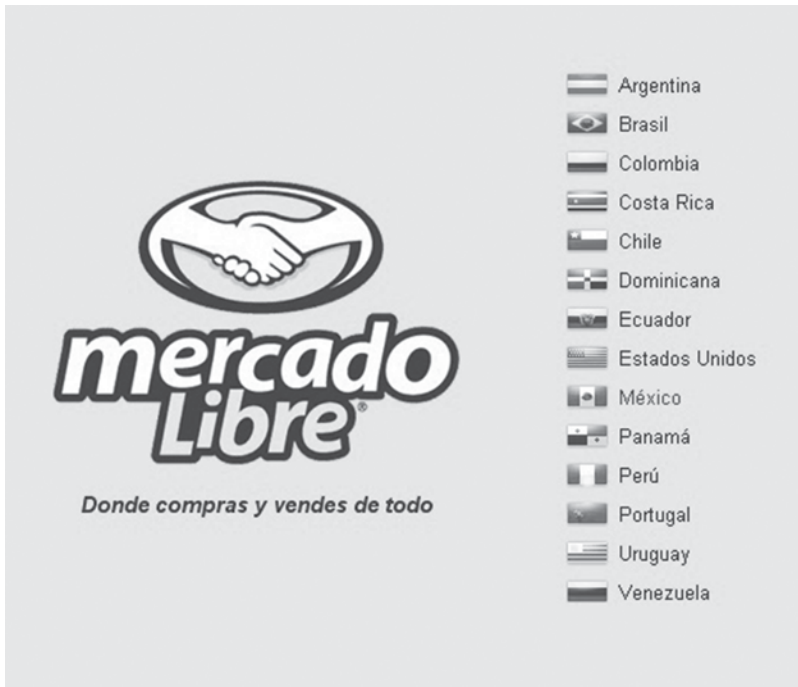 mercado
Libre®
Donde compras y vendes de todo
Argentina
Brasil
Colombia
Costa Rica
Chile
Dominicana
Ecuador
Estados Unidos
México
Panamá
Perú
Portugal
Uruguay
Venezuela